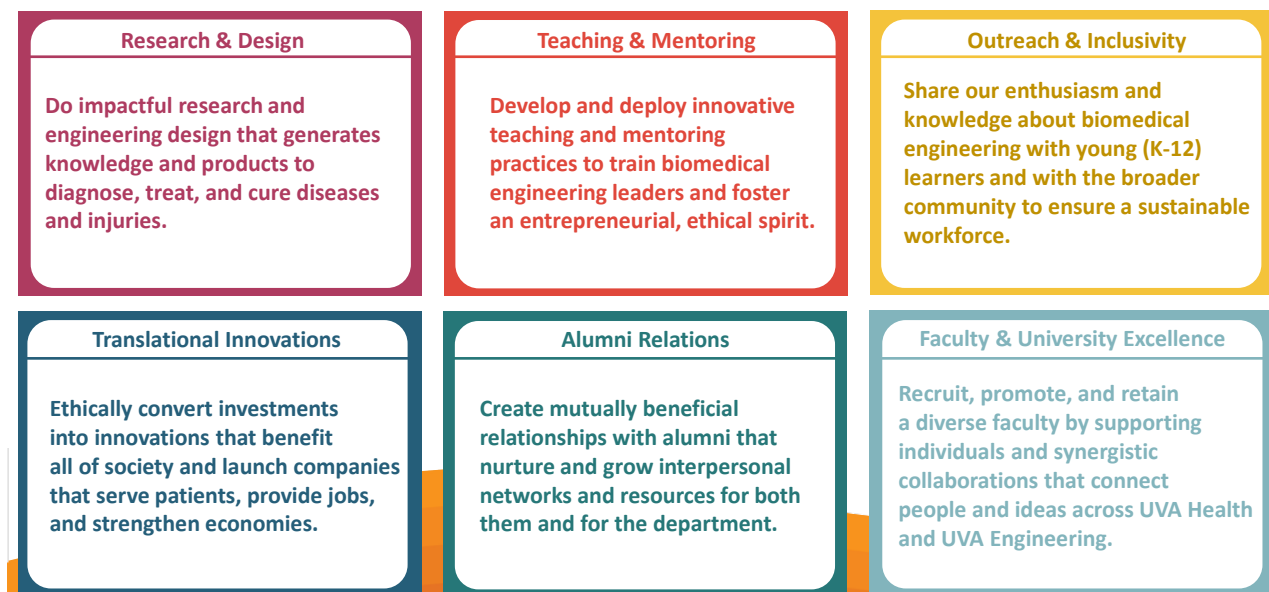 Research & Design
Do impactful research and
engineering design that generates
knowledge and products to
diagnose, treat, and cure diseases
and injuries.
Teaching & Mentoring
Develop and deploy innovative
teaching and mentoring
practices to train biomedical
engineering leaders and foster
an entrepreneurial, ethical spirit.
Outreach & Inclusivity
Share our enthusiasm and
knowledge about biomedical
engineering with young (K-12)
learners and with the broader
community to ensure a sustainable
workforce.
Translational Innovations
Ethically convert investments
into innovations that benefit
all of society and launch companies
that serve patients, provide jobs,
and strengthen economies.
Alumni Relations
Create mutually beneficial
relationships with alumni that
nurture and grow interpersonal
networks and resources for both
them and for the department.
Faculty & University Excellence
Recruit, promote, and retain
a diverse faculty by supporting
individuals and synergistic
collaborations that connect
people and ideas across UVA Health
and UVA Engineering.